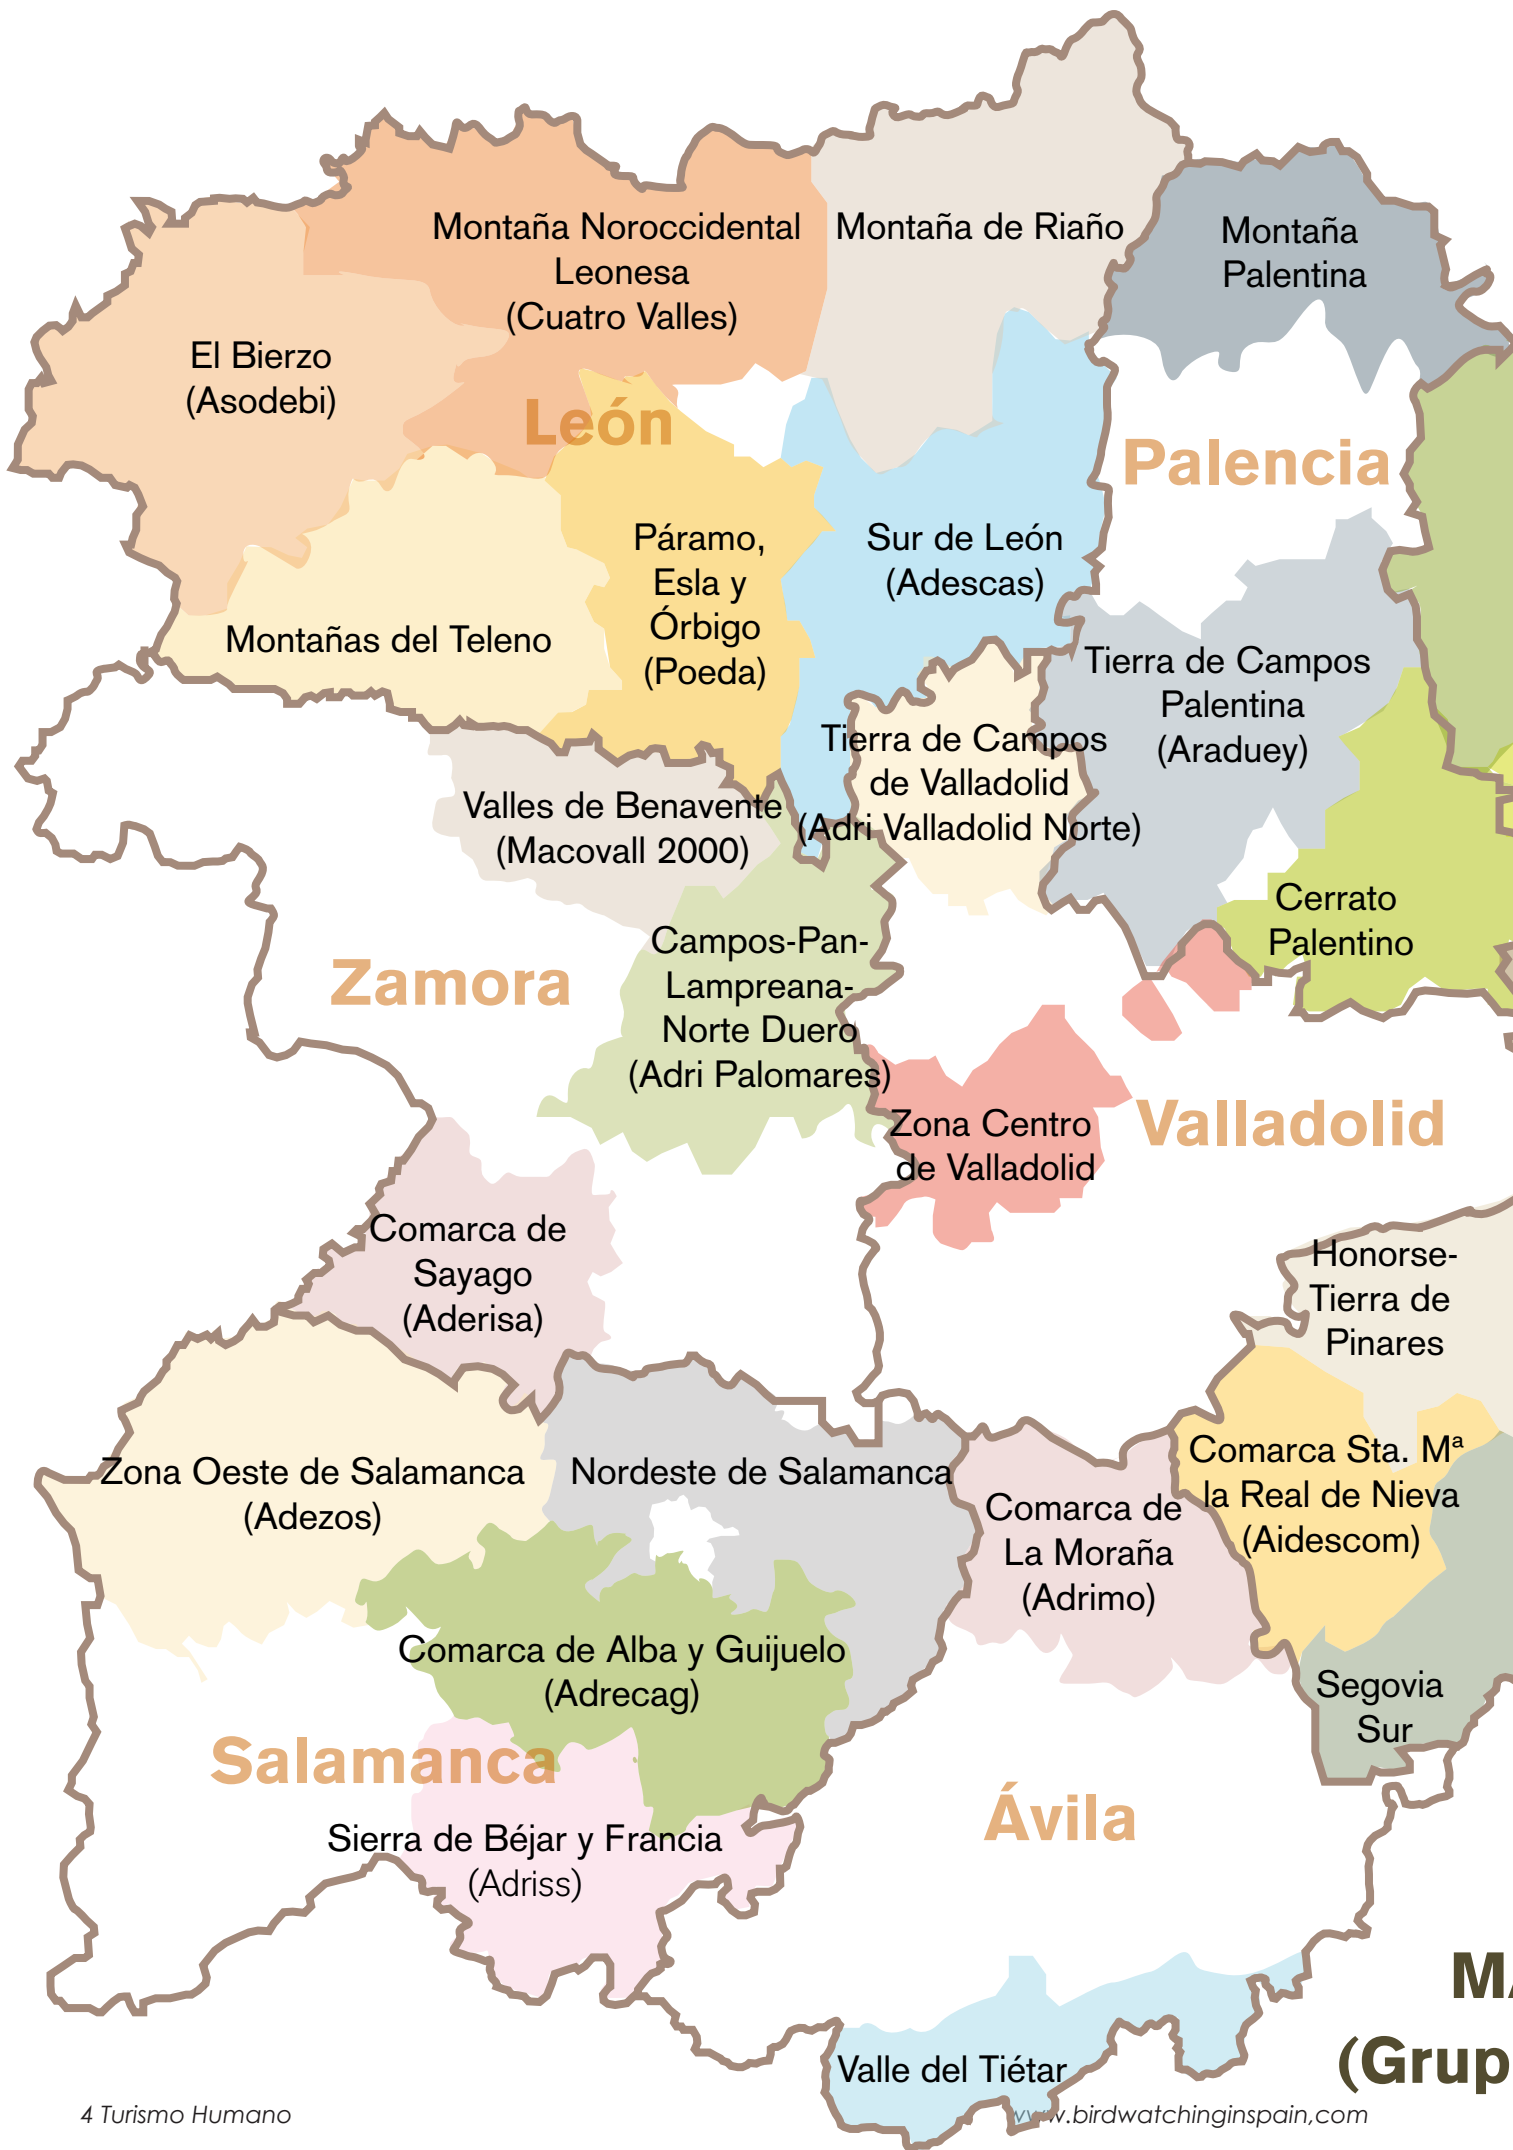 Montaña Noroccidental
Leonesa
(Cuatro Valles)
Montaña de Riaño
Montaña
Palentina
El Bierzo
(Asodebi)
León
Palencia
Páramo,
Esla y
Órbigo
(Poeda)
Sur de León
(Adescas)
Montañas del Teleno
Tierra de Campos
Palentina
(Araduey)
Tierra de Campos
de Valladolid
(Adri Valladolid Norte)
Valles de Benavente
(Macovall 2000)
Cerrato
Palentino
Zamora
Campos-Pan-
Lampreana-
Norte Duero
(Adri Palomares)
Zona Centro
de Valladolid
Valladolid
Comarca de
Sayago
(Aderisa)
Honorse-
Tierra de
Pinares
Zona Oeste de Salamanca
(Adezos)
Nordeste de Salamanca
Comarca de
La Moraña
(Adrimo)
Comarca Sta. Mª
la Real de Nieva
(Aidescom)
Comarca de Alba y Guijuelo
(Adrecag)
Segovia
Sur
Salamanca
Ávila
Sierra de Béjar y Francia
(Adriss)
Valle del Tiétar
MA
(Grup
4 Turismo Humano
www.birdwatchinginspain,com